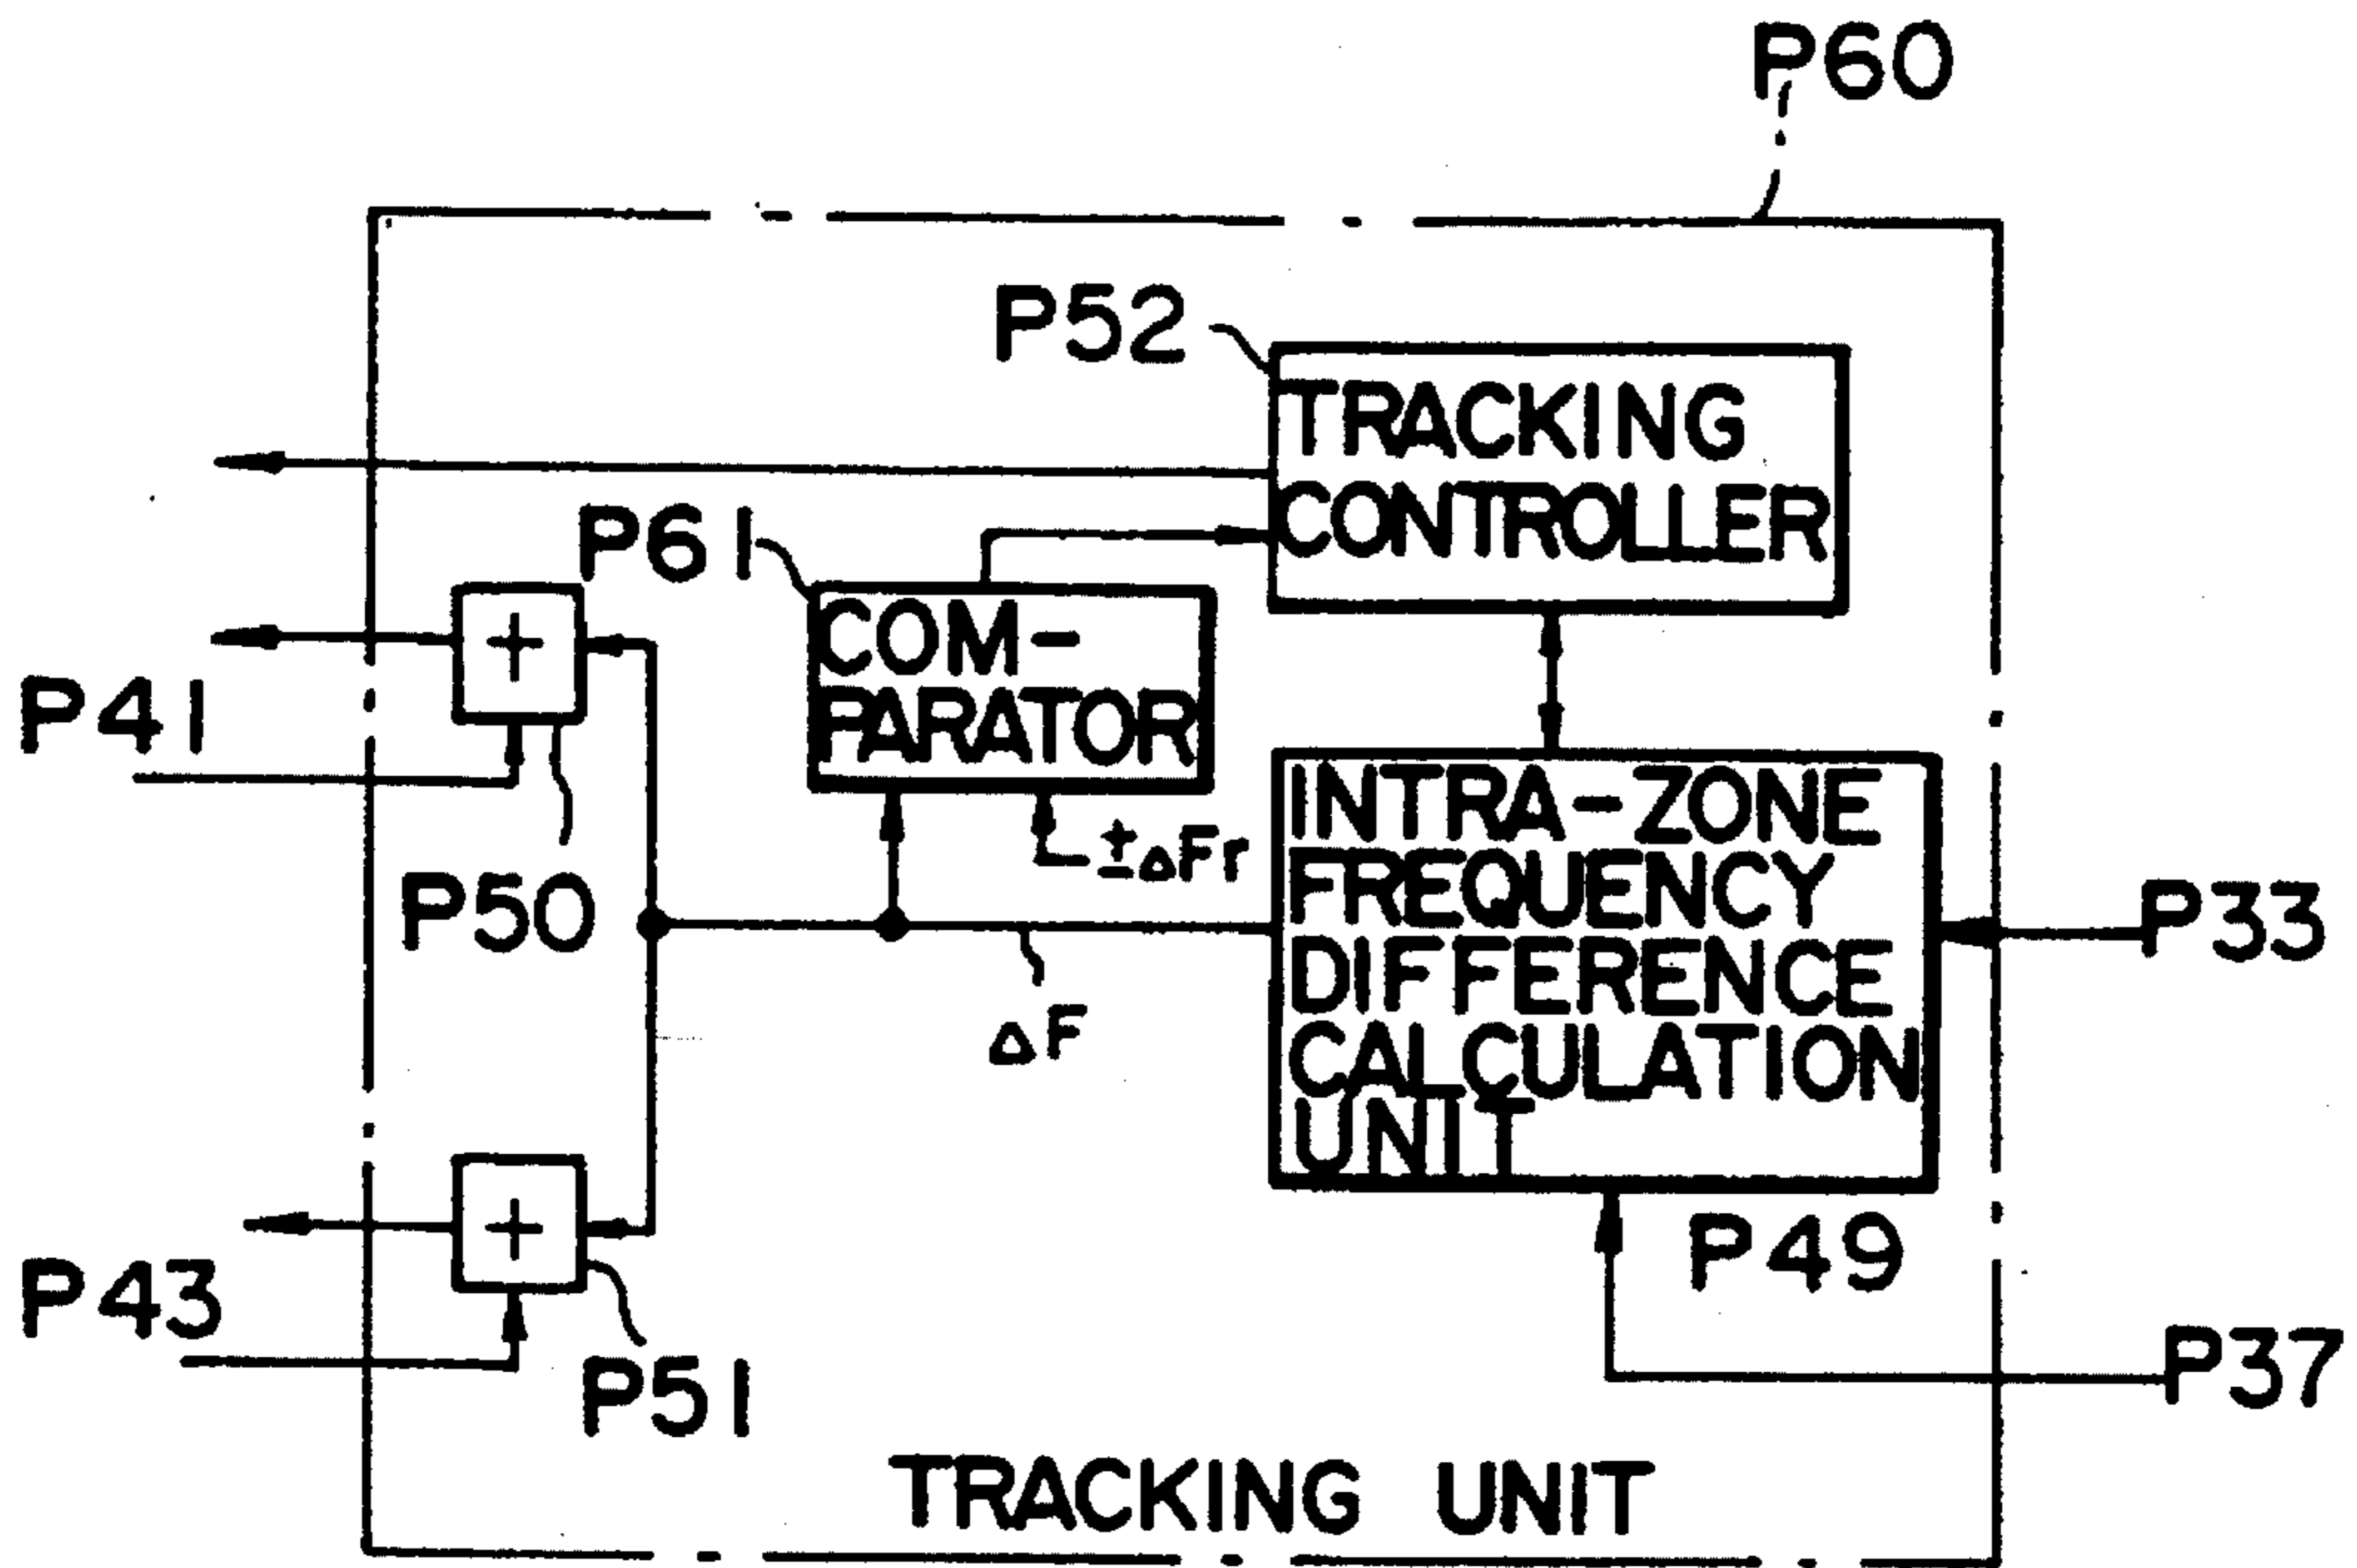 P60
P52
TRACKING
CONTROLLER
P61
+
COM-
PARATOR
P41
±ΔFr
P50
INTRA-ZONE
FREQUENCY
DIFFERENCE
CALCULATION
UNIT
P33
ΔF
P49
+
P43
P51
P37
TRACKING UNIT